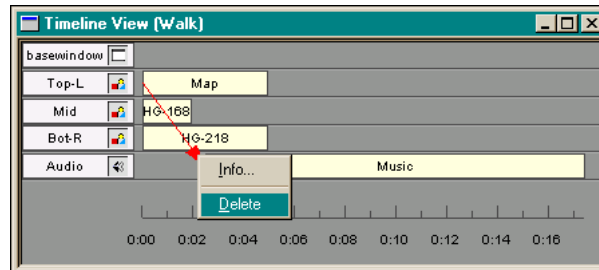 Timeline View (Walk)
basewindow
Top-L Map
Mid HG-168
Bot-R HG-218
Audio Music
Info...
Delete
0:00 0:02 0:04 0:06 0:08 0:10 0:12 0:14 0:16